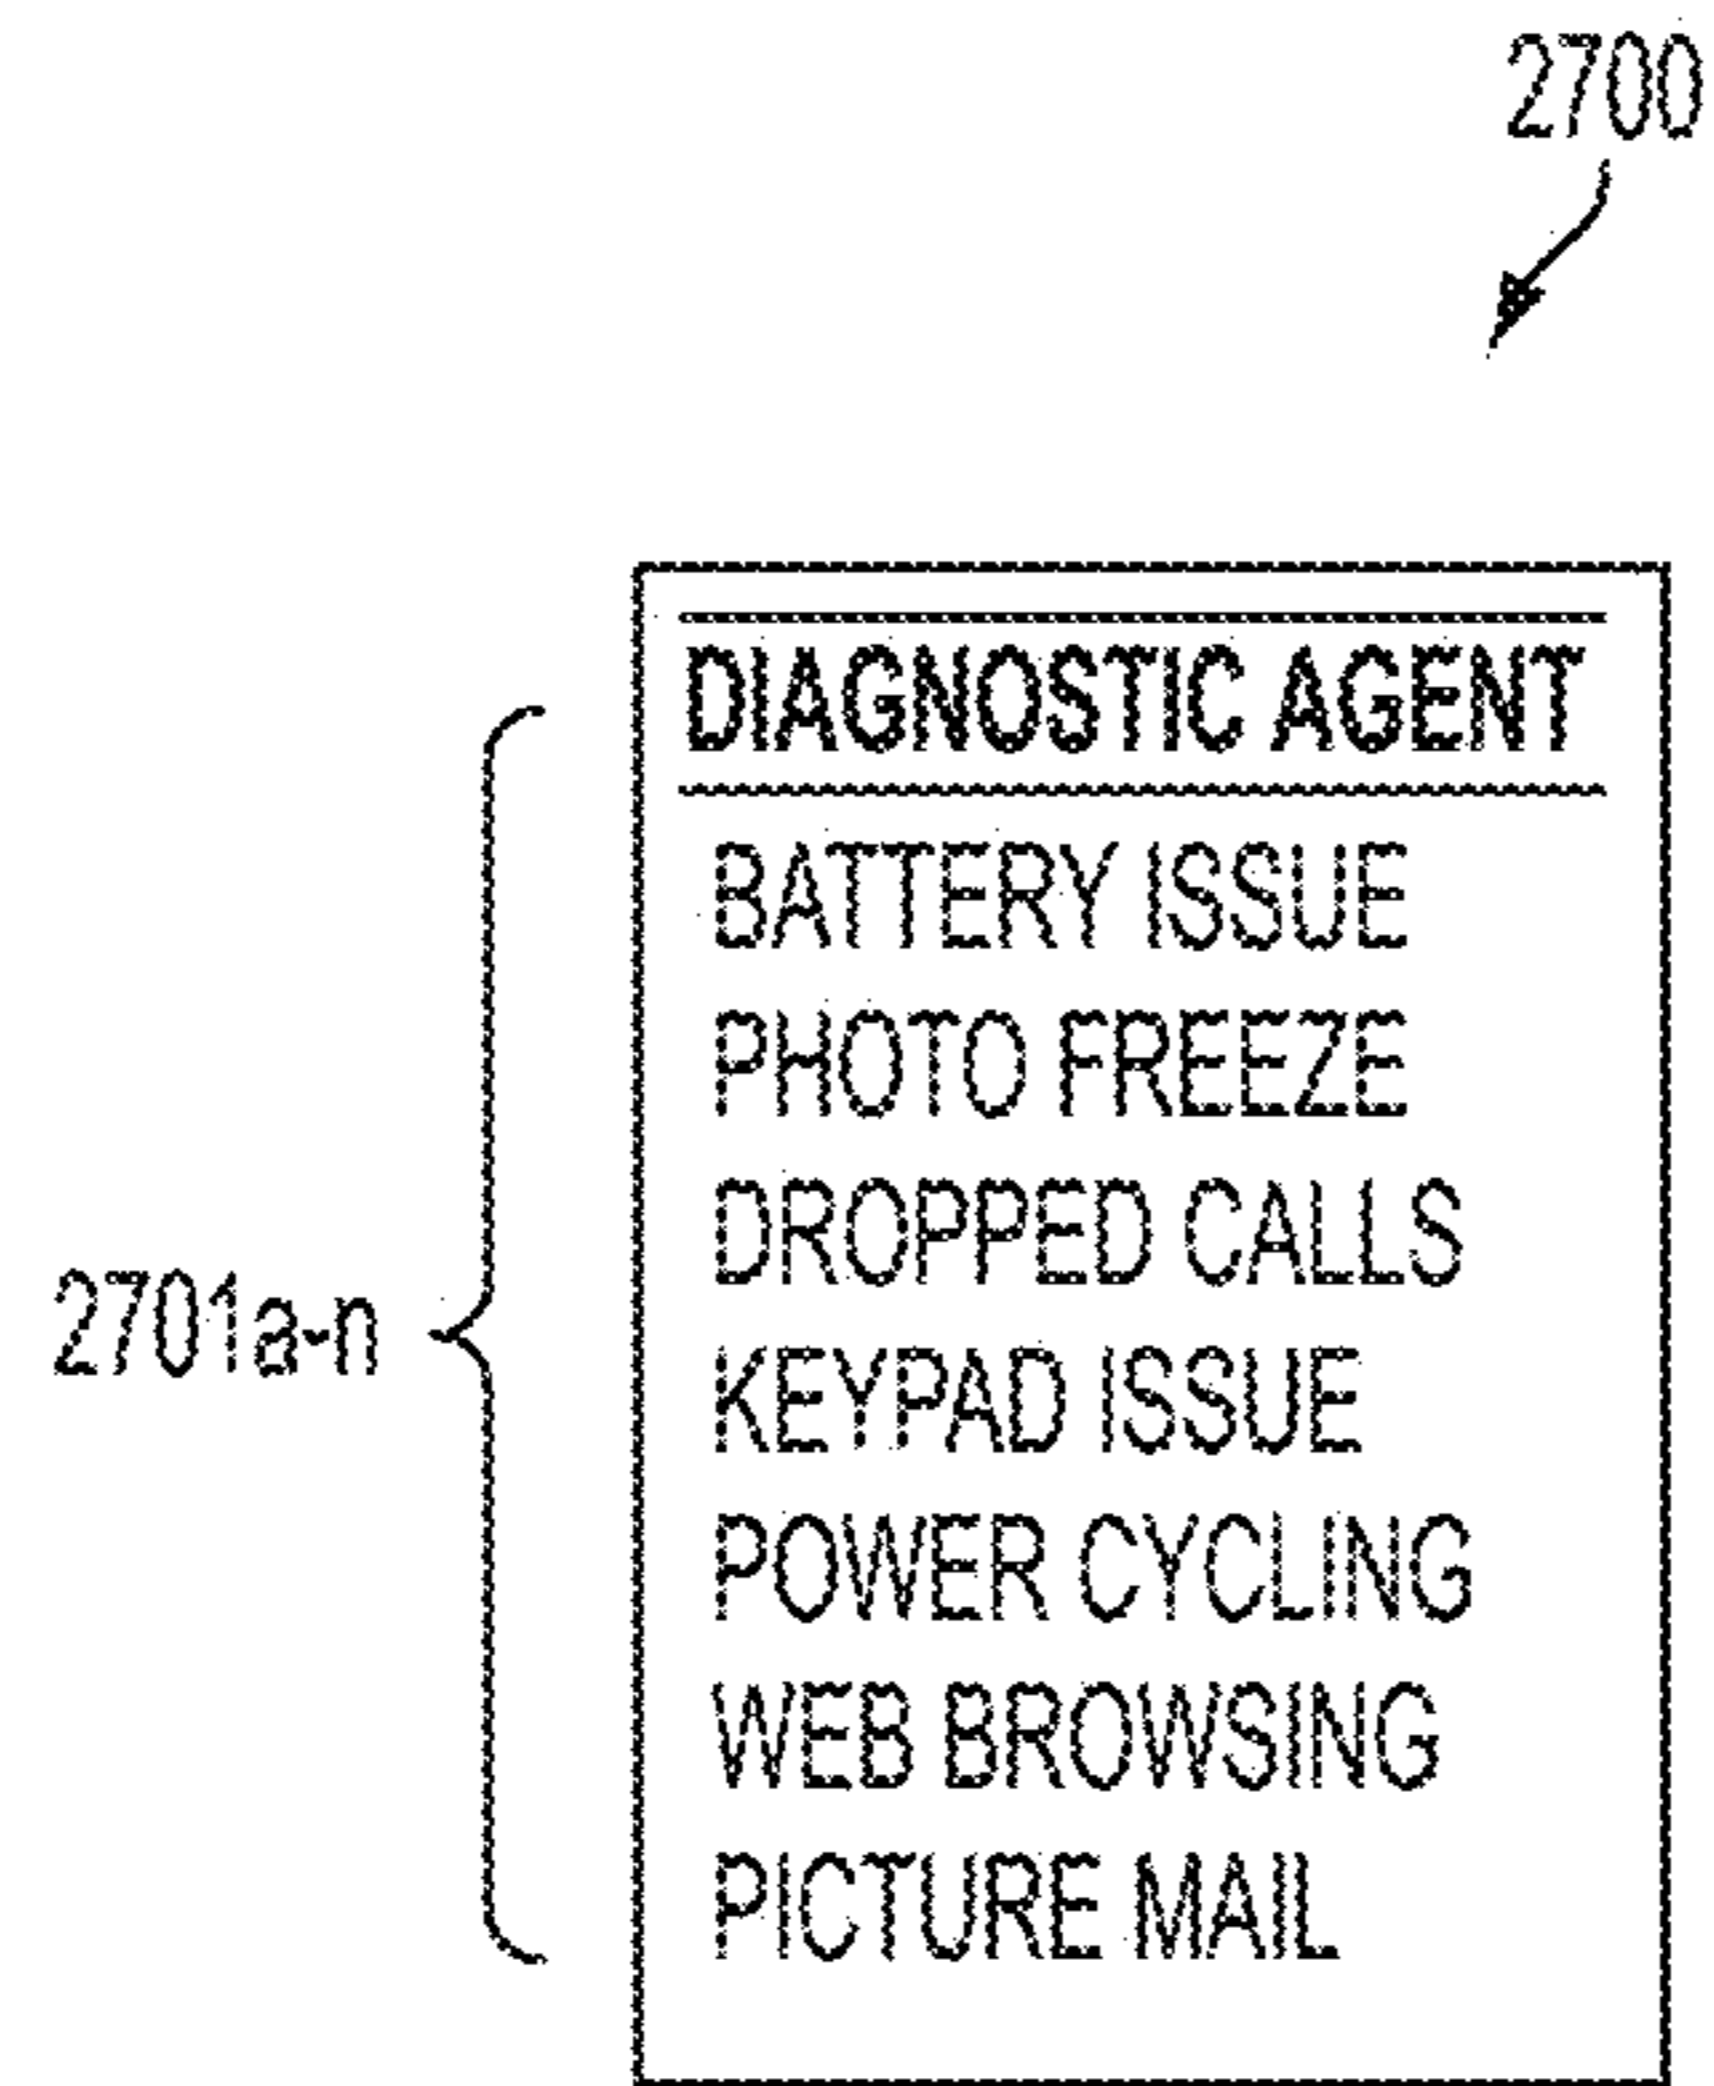 2700
DIAGNOSTIC AGENT
BATTERY ISSUE
PHOTO FREEZE
DROPPED CALLS
2701a-n
KEYPAD ISSUE
POWER CYCLING
WEB BROWSING
PICTURE MAIL